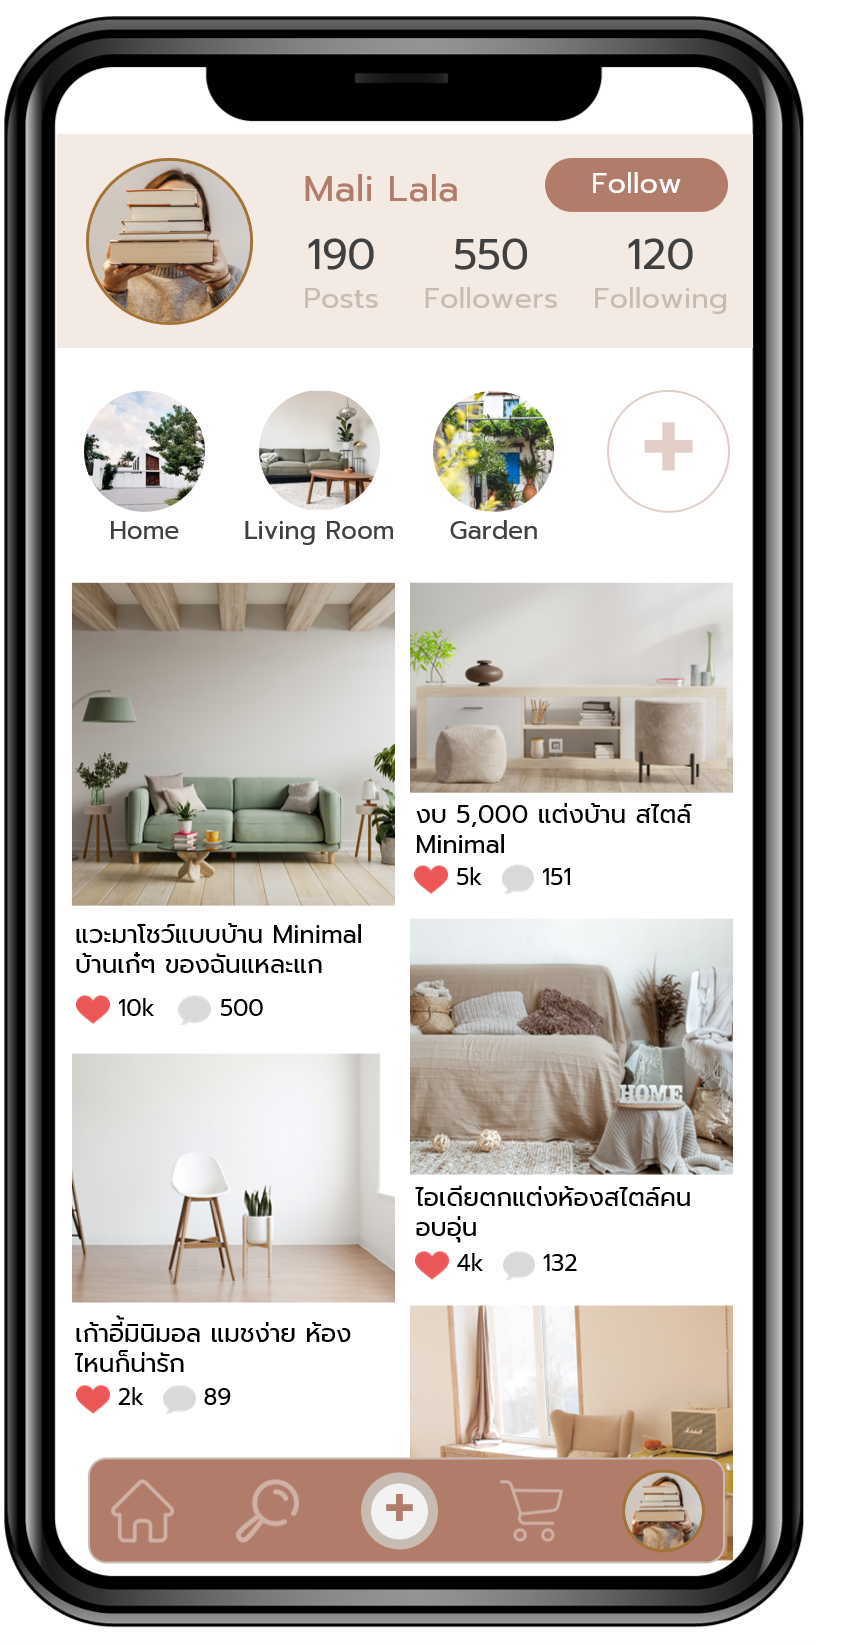 Mali Lala
Follow
190
550
120
Posts
Followers
Following
Home
Living Room
Garden
แวะมาโชว์แบบบ้าน Minimal
บ้านเก๋ๆ ของฉันแหละแก
10k
500
งบ 5,000 แต่งบ้าน สไตล์
Minimal
5k
151
HOME
ไอเดียตกแต่งห้องสไตล์คน
อบอุ่น
4k
132
เก้าอี้มินิมอล แมชง่าย ห้อง
ไหนก็น่ารัก
2k
89
Marshall